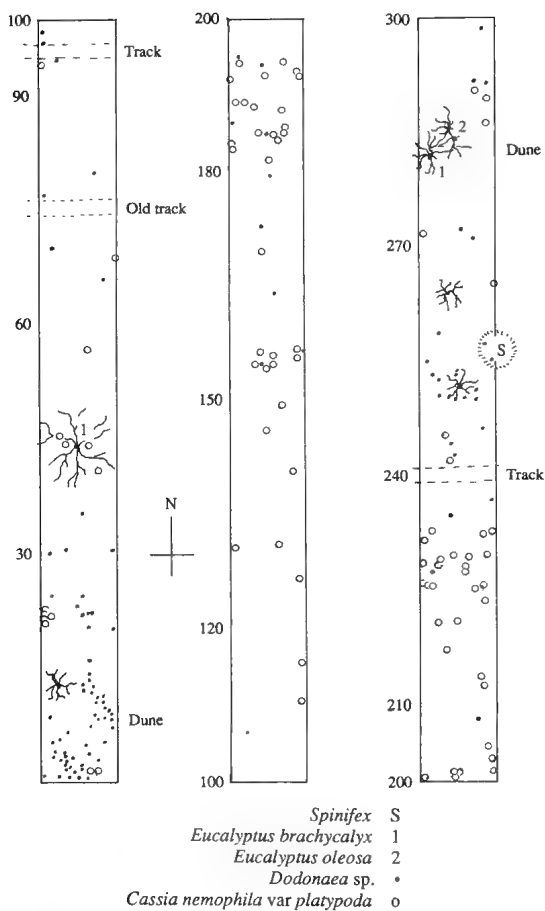 100
Track
90
Old track
60
1
30
Dune
N
200
180
150
120
100
300
2
1
Dune
270
S
240
Track
210
200
Spinifex S
Eucalyptus brachycalyx 1
Eucalyptus oleosa 2
Dodonaea sp. •
Cassia nemophila var platypoda o